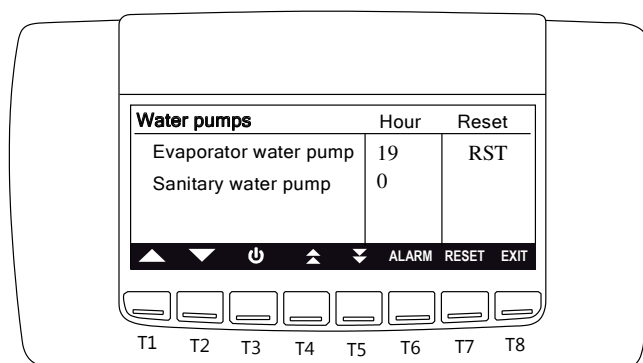 Water pumps Hour Reset
Evaporator water pump 19 RST
Sanitary water pump 0
ALARM RESET EXIT
T1 T2 T3 T4 T5 T6 T7 T8